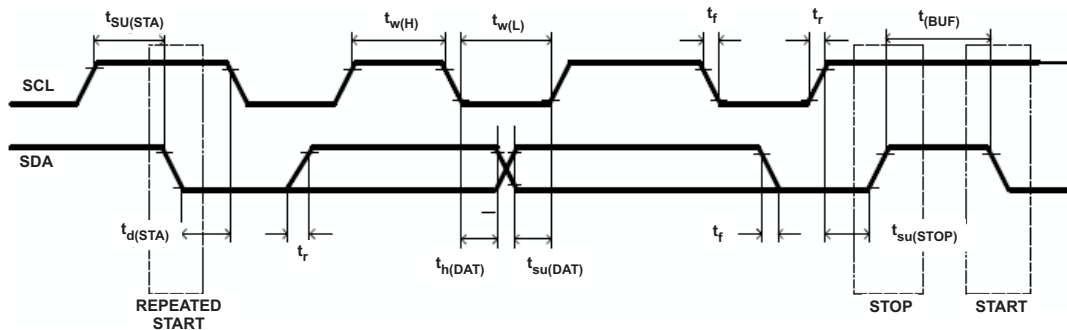 tSU(STA)
tw(H)
tw(L)
tf
tr
t(BUF)
SCL
SDA
td(STA)
tr
th(DAT)
tsu(DAT)
tf
tsu(STOP)
REPEATED
START
STOP
START